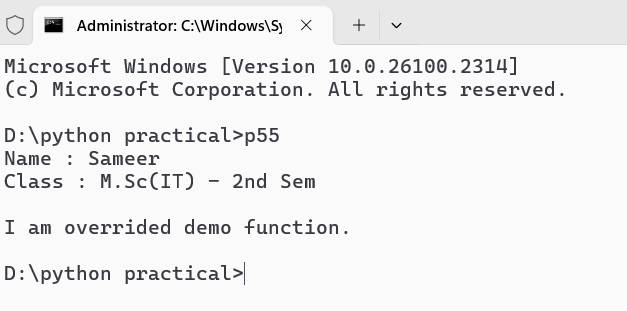 Administrator: C:\Windows\Sy
Microsoft Windows [Version 10.0.26100.2314]
(c) Microsoft Corporation. All rights reserved.
D:\python practical>p55
Name : Sameer
Class : M.Sc(IT) - 2nd Sem
I am overrided demo function.
D:\python practical>